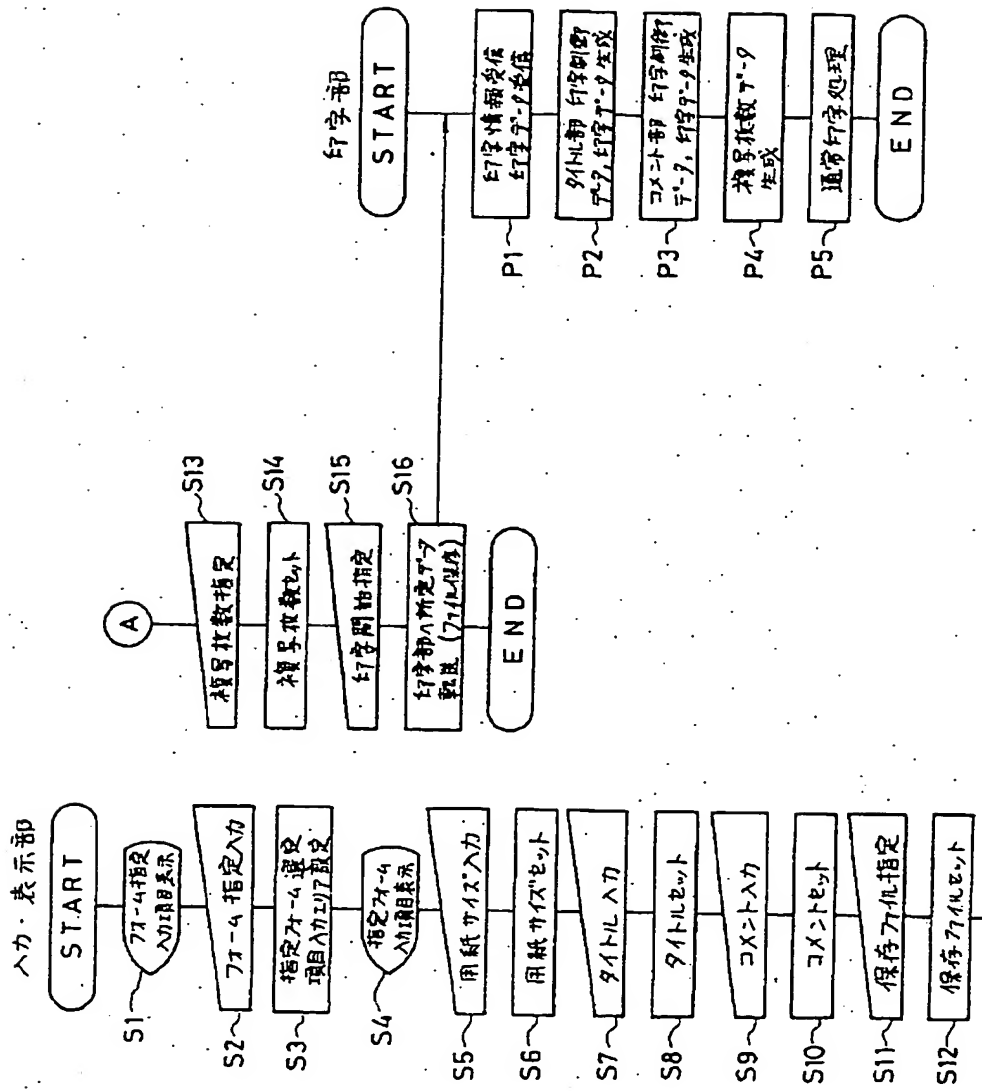 入力・表示部
START
S1
フォーム指定
入力項目表示
S2
フォーム指定入力
S3
指定フォーム選定
項目入力エリア設定
S4
指定フォーム
入力項目表示
S5
用紙サイズ入力
S6
用紙サイズセット
S7
タイトル入力
S8
タイトルセット
S9
コメント入力
S10
コメントセット
S11
保存ファイル指定
S12
保存ファイルセット
A
複写枚数指定
S13
複写枚数セット
S14
印字開始指定
S15
印字部へ所定データ
転送(ファイル保存)
S16
END
印字部
START
P1
印字情報受信
印字データ受信
P2
タイトル部 印字制御
データ,印字データ生成
P3
コメント部 印字制御
データ,印字データ生成
P4
複写枚数データ
生成
P5
通常印字処理
END